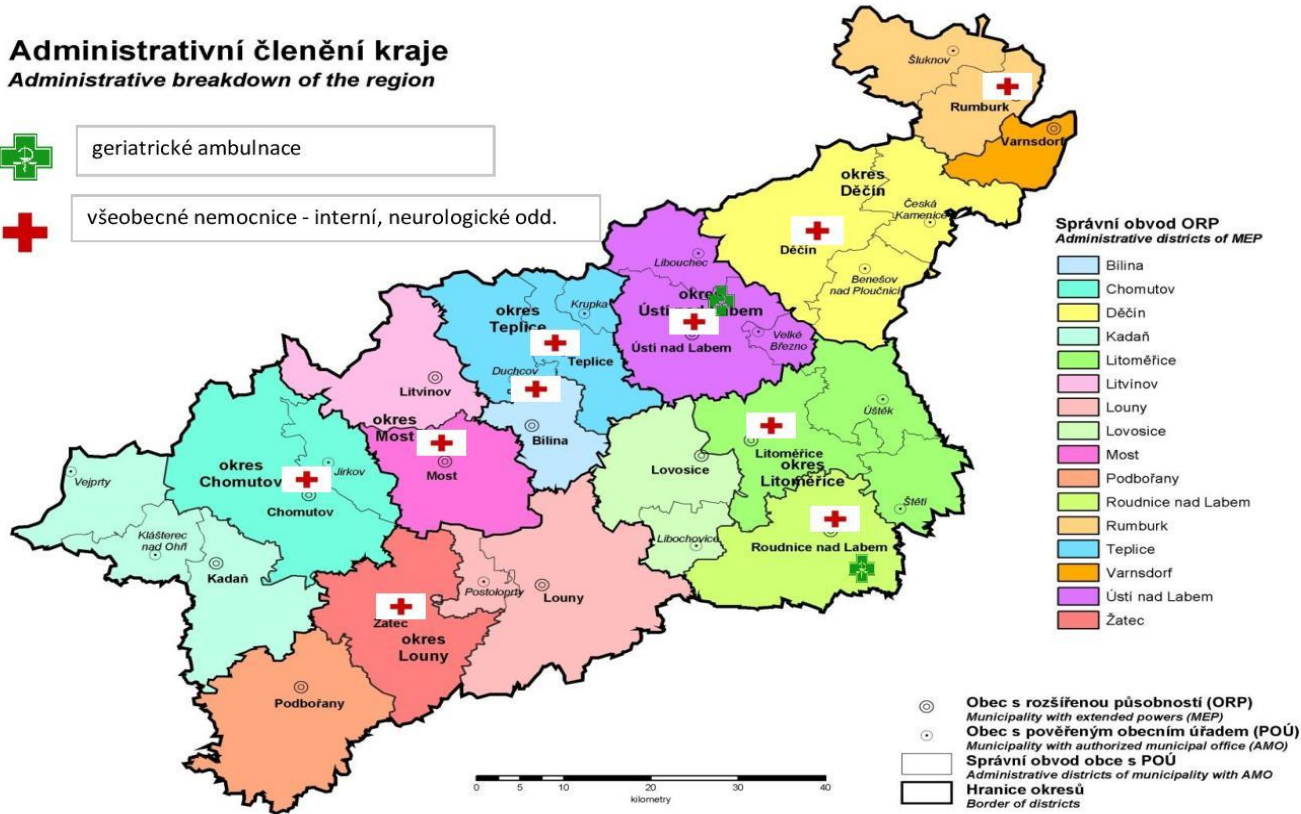 Administrativní členění kraje
Administrative breakdown of the region
geriatrické ambulnace
všeobecné nemocnice - interní, neurologické odd.
Šluknov
Rumburk
Varnsdorf
okres
Děčín
Česká
Kamenice
Děčín
Benešov
nad Ploučnicí
Libouchec
okres
Ústí nad Labem
Ústí nad Labem
Velké
Březno
okres
Teplice
Krupka
Teplice
Duchcov
Bílina
Litvínov
okres
Most
Most
okres
Chomutov
Jirkov
Chomutov
Vejprty
Klášterec
nad Ohří
Kadaň
Lovosice
Litoměřice
okres
Litoměřice
Úštěk
Štětí
Libochovice
Roudnice nad Labem
Postoloprty
Louny
Žatec
okres
Louny
Podbořany
Správní obvod ORP
Administrative districts of MEP
Bílina
Chomutov
Děčín
Kadaň
Litoměřice
Litvínov
Louny
Lovosice
Most
Podbořany
Roudnice nad Labem
Rumburk
Teplice
Varnsdorf
Ústí nad Labem
Žatec
Obec s rozšířenou působností (ORP)
Municipality with extended powers (MEP)
Obec s pověřeným obecním úřadem (POÚ)
Municipality with authorized municipal office (AMO)
Správní obvod obce s POÚ
Administrative districts of municipality with AMO
Hranice okresů
Border of districts
0 5 10 20 30 40
kilometry